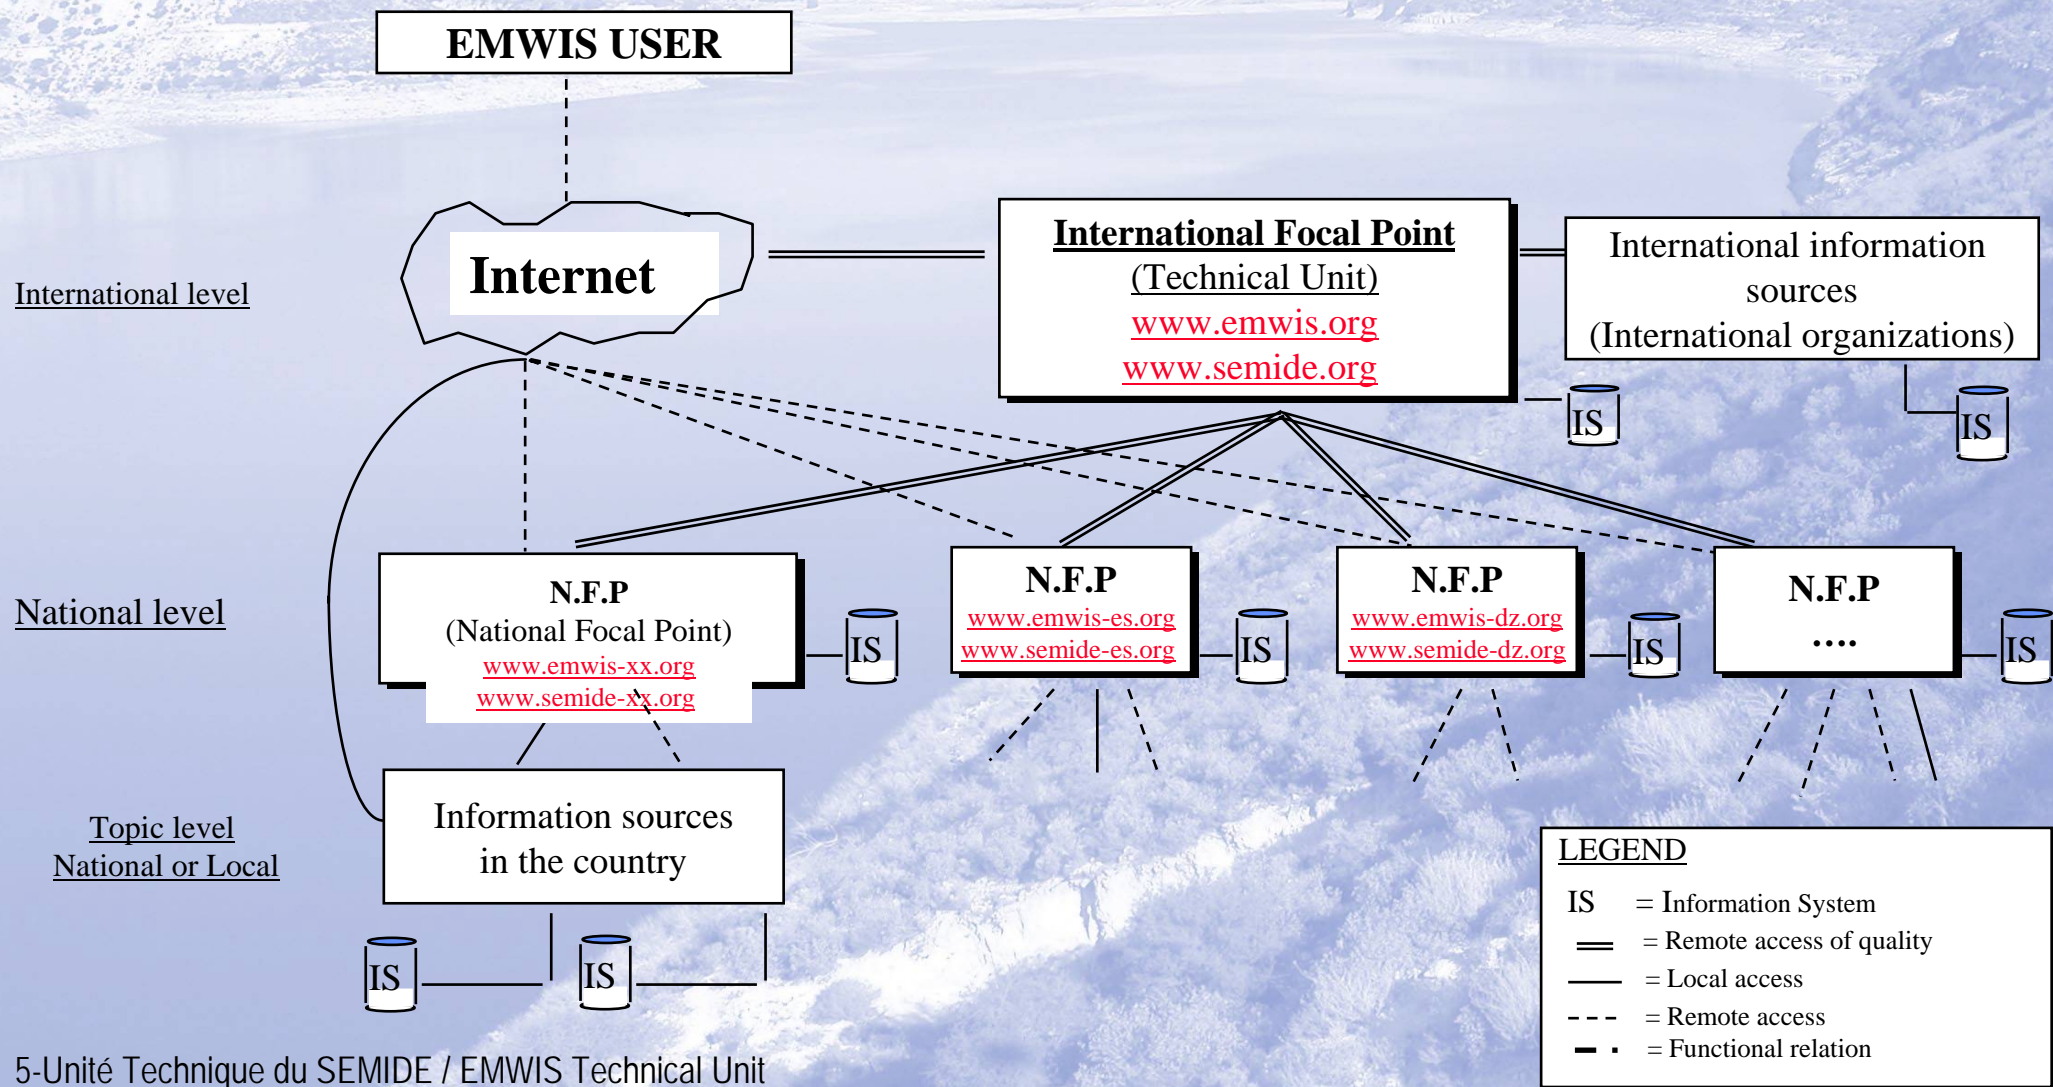 EMWIS USER
Internet
International Focal Point
(Technical Unit)
www.emwis.org
www.semide.org
International information
sources
(International organizations)
International level
IS
IS
National level
N.F.P
(National Focal Point)
www.emwis-xx.org
www.semide-xx.org
IS
N.F.P
www.emwis-es.org
www.semide-es.org
IS
N.F.P
www.emwis-dz.org
www.semide-dz.org
IS
N.F.P
....
IS
Topic level
National or Local
Information sources
in the country
IS
IS
LEGEND
IS = Information System
= Remote access of quality
= Local access
= Remote access
= Functional relation
5-Unité Technique du SEMIDE / EMWIS Technical Unit